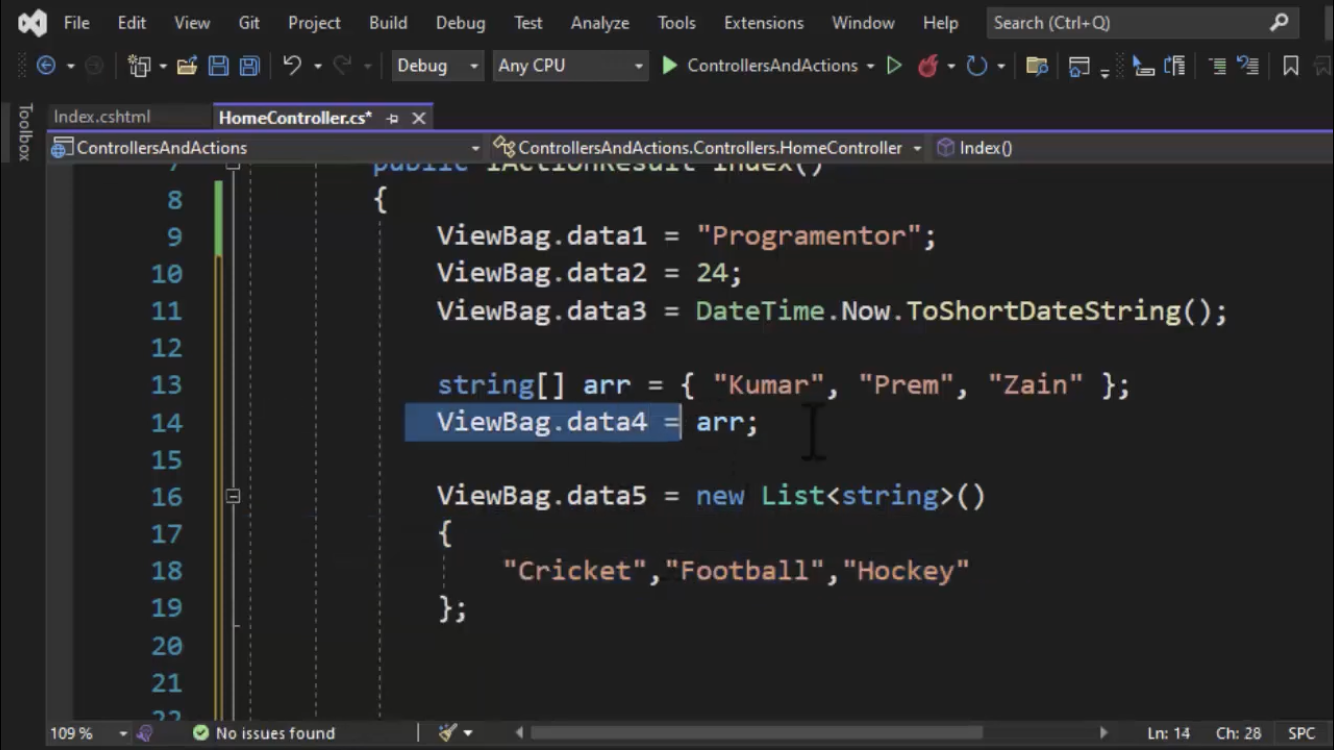 File Edit View Git Project Build Debug Test Analyze Tools Extensions Window Help Search (Ctrl+Q)
Debug Any CPU ControllersAndActions
Toolbox
Index.cshtml HomeController.cs*
ControllersAndActions ControllersAndActions.Controllers.HomeController Index()
7 public IActionResult Index()
8 {
9 ViewBag.data1 = "Programentor";
10 ViewBag.data2 = 24;
11 ViewBag.data3 = DateTime.Now.ToShortDateString();
12
13 string[] arr = { "Kumar", "Prem", "Zain" };
14 ViewBag.data4 = arr;
15
16 ViewBag.data5 = new List<string>()
17 {
18 "Cricket","Football","Hockey"
19 };
20
21
22
109 % No issues found Ln: 14 Ch: 28 SPC